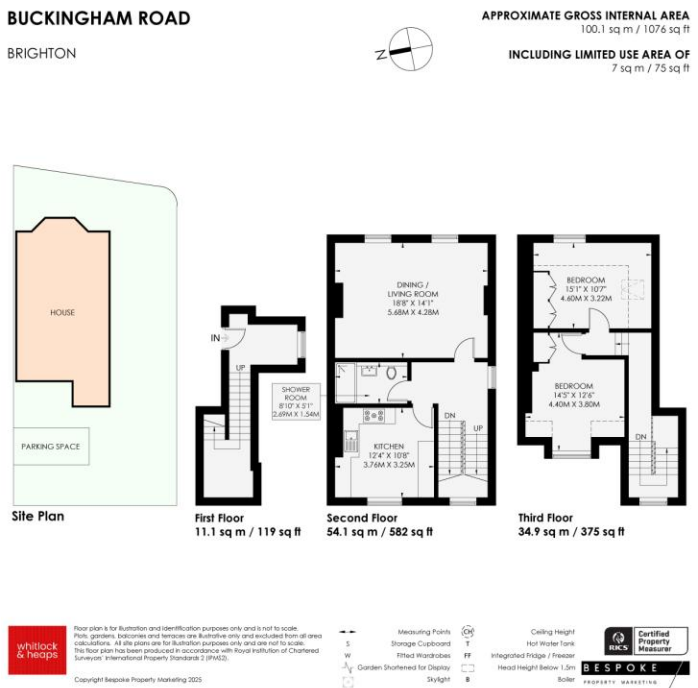 BUCKINGHAM ROAD
BRIGHTON
APPROXIMATE GROSS INTERNAL AREA
100.1 sq m / 1076 sq ft
INCLUDING LIMITED USE AREA OF
7 sq m / 75 sq ft
N
HOUSE
PARKING SPACE
Site Plan
IN
UP
First Floor
11.1 sq m / 119 sq ft
DINING /
LIVING ROOM
18'8" X 14'1"
5.68M X 4.28M
SHOWER
ROOM
8'10" X 5'1"
2.69M X 1.54M
KITCHEN
12'4" X 10'8"
3.76M X 3.25M
DN
UP
Second Floor
54.1 sq m / 582 sq ft
BEDROOM
15'1" X 10'7"
4.60M X 3.22M
BEDROOM
14'5" X 12'6"
4.40M X 3.80M
DN
Third Floor
34.9 sq m / 375 sq ft
whitlock
& heaps
Floor plan is for illustration and identification purposes only and is not to scale.
Plots, gardens, balconies and terraces are illustrative only and excluded from all area
calculations. All site plans are for illustration purposes only and are not to scale.
This floor plan has been produced in accordance with Royal Institution of Chartered
Surveyors' International Property Standards 2 (IPMS2).
Copyright Bespoke Property Marketing 2025
Measuring Points
S Storage Cupboard
W Fitted Wardrobes
Garden Shortened for Display
Skylight
CH Ceiling Height
T Hot Water Tank
FF Integrated Fridge / Freezer
Head Height Below 1.5m
B Boiler
RICS
Certified
Property
Measurer
BESPOKE
PROPERTY MARKETING